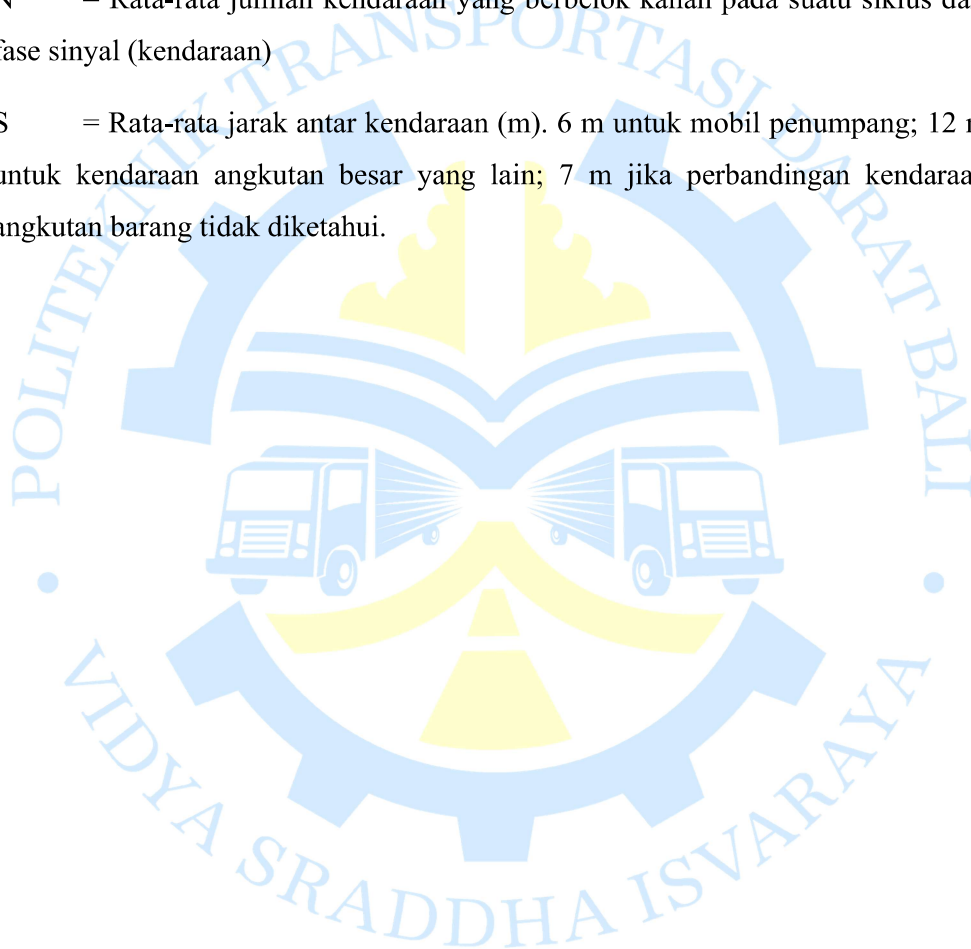 = Rata-rata jumlah kendaraan yang berbelok kanan pada suatu siklus da
fase sinyal (kendaraan)
S = Rata-rata jarak antar kendaraan (m). 6 m untuk mobil penumpang; 12 m
untuk kendaraan angkutan besar yang lain; 7 m jika perbandingan kendaraa
angkutan barang tidak diketahui.
POLITEKNIK TRANSPORTASI DARAT BALI
VIDYA SRADDHA ISVARAYA